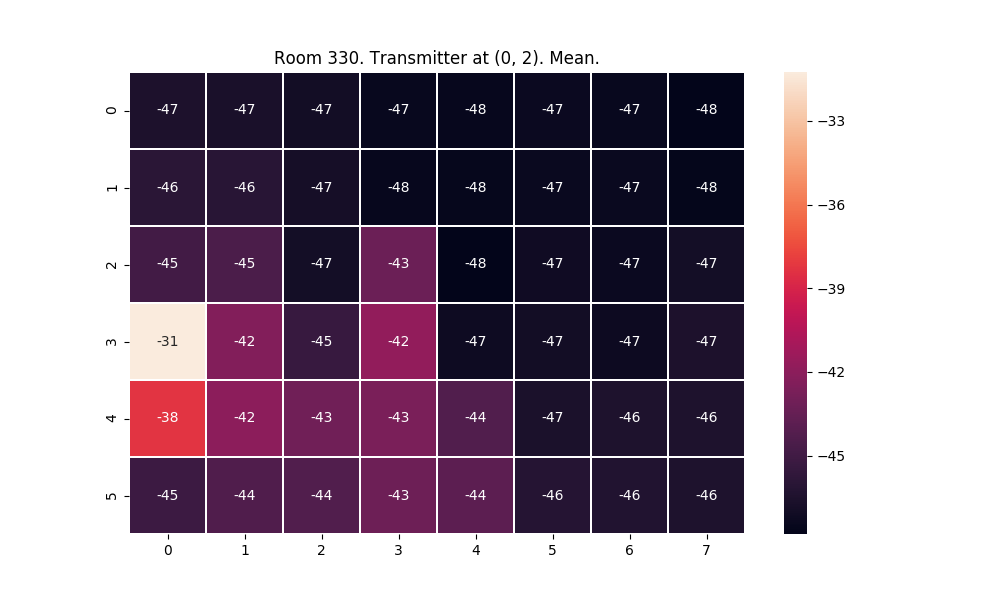 Room 330. Transmitter at (0, 2). Mean.
0 -47 -47 -47 -47 -48 -47 -47 -48
1 -46 -46 -47 -48 -48 -47 -47 -48
2 -45 -45 -47 -43 -48 -47 -47 -47
3 -31 -42 -45 -42 -47 -47 -47 -47
4 -38 -42 -43 -43 -44 -47 -46 -46
5 -45 -44 -44 -43 -44 -46 -46 -46
0 1 2 3 4 5 6 7
−33
−36
−39
−42
−45